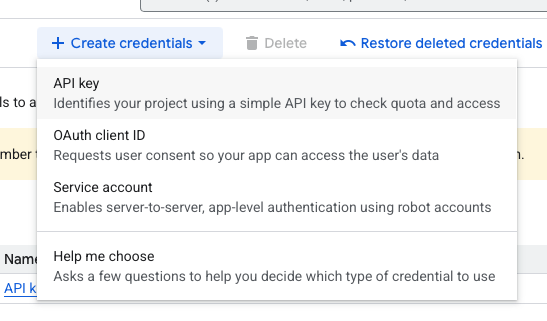 Create credentials
Delete
Restore deleted credentials
API key
Identifies your project using a simple API key to check quota and access
ls to a
OAuth client ID
Requests user consent so your app can access the user's data
mber
n.
Service account
Enables server-to-server, app-level authentication using robot accounts
Help me choose
Name
Asks a few questions to help you decide which type of credential to use
API k